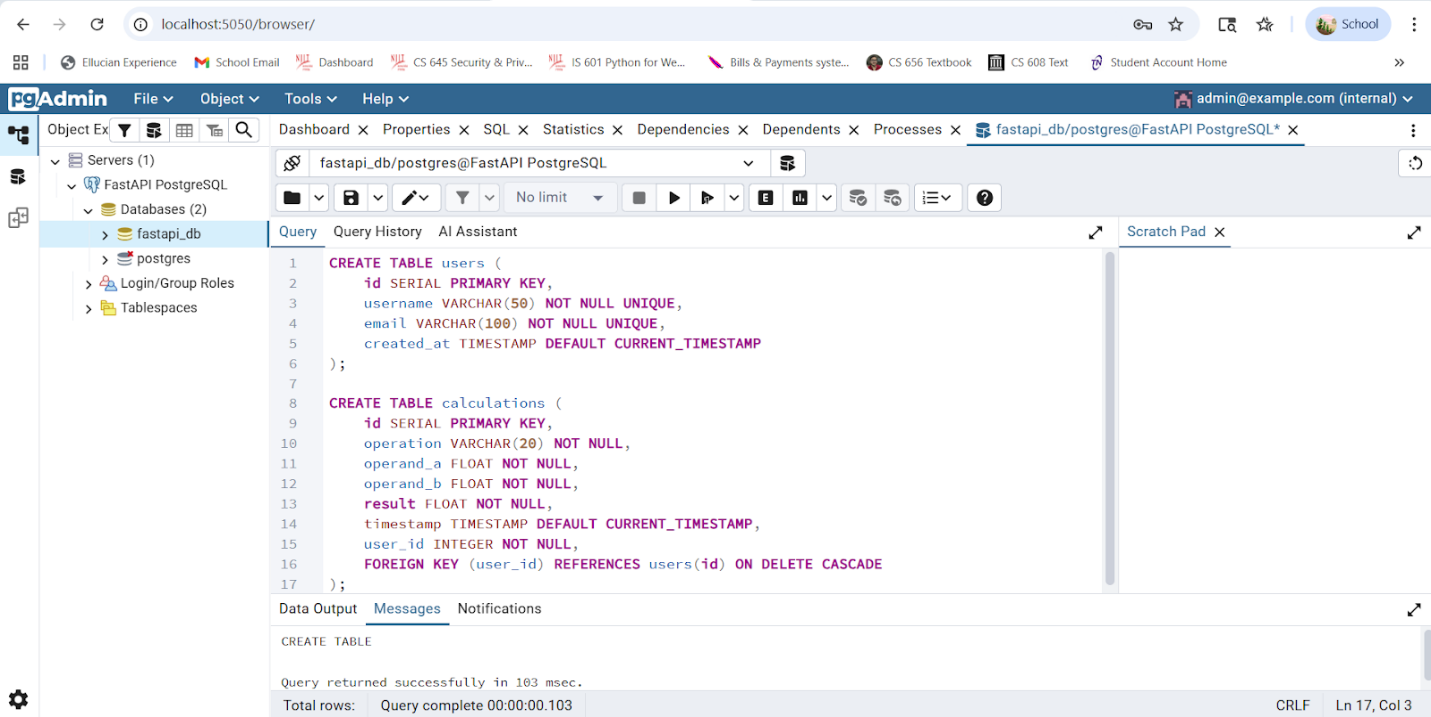 localhost:5050/browser/
School
Ellucian Experience
School Email
Dashboard
CS 645 Security & Priv...
IS 601 Python for We...
Bills & Payments syste...
CS 656 Textbook
CS 608 Text
Student Account Home
pgAdmin File Object Tools Help admin@example.com (internal)
Object Ex
Dashboard Properties SQL Statistics Dependencies Dependents Processes fastapi_db/postgres@FastAPI PostgreSQL*
Servers (1)
FastAPI PostgreSQL
Databases (2)
fastapi_db
postgres
Login/Group Roles
Tablespaces
fastapi_db/postgres@FastAPI PostgreSQL
No limit
E
Query Query History AI Assistant
Scratch Pad
1 CREATE TABLE users (
2 id SERIAL PRIMARY KEY,
3 username VARCHAR(50) NOT NULL UNIQUE,
4 email VARCHAR(100) NOT NULL UNIQUE,
5 created_at TIMESTAMP DEFAULT CURRENT_TIMESTAMP
6 );
7
8 CREATE TABLE calculations (
9 id SERIAL PRIMARY KEY,
10 operation VARCHAR(20) NOT NULL,
11 operand_a FLOAT NOT NULL,
12 operand_b FLOAT NOT NULL,
13 result FLOAT NOT NULL,
14 timestamp TIMESTAMP DEFAULT CURRENT_TIMESTAMP,
15 user_id INTEGER NOT NULL,
16 FOREIGN KEY (user_id) REFERENCES users(id) ON DELETE CASCADE
17 );
Data Output Messages Notifications
CREATE TABLE
Query returned successfully in 103 msec.
Total rows: Query complete 00:00:00.103 CRLF Ln 17, Col 3